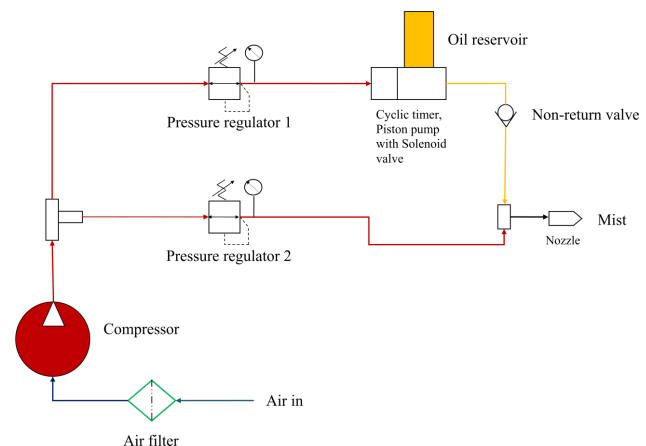 Oil reservoir
Pressure regulator 1
Cyclic timer,
Piston pump
with Solenoid
valve
Non-return valve
Mist
Nozzle
Pressure regulator 2
Compressor
Air in
Air filter